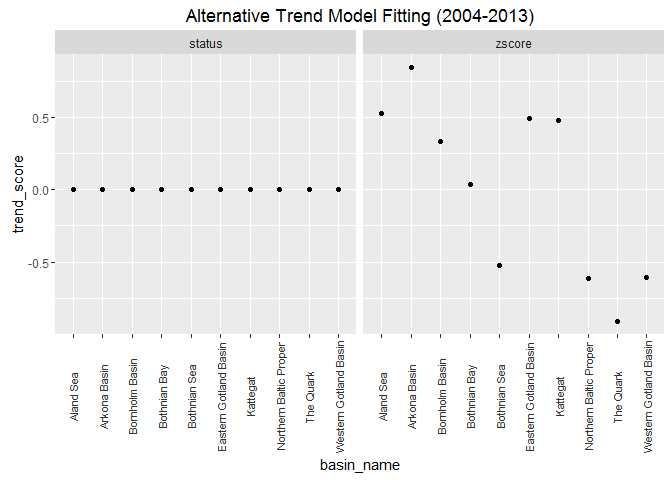 Alternative Trend Model Fitting (2004-2013)
status
zscore
trend_score
0.5
0.0
-0.5
Aland Sea
Arkona Basin
Bornholm Basin
Bothnian Bay
Bothnian Sea
Eastern Gotland Basin
Kattegat
Northern Baltic Proper
The Quark
Western Gotland Basin
Aland Sea
Arkona Basin
Bornholm Basin
Bothnian Bay
Bothnian Sea
Eastern Gotland Basin
Kattegat
Northern Baltic Proper
The Quark
Western Gotland Basin
basin_name